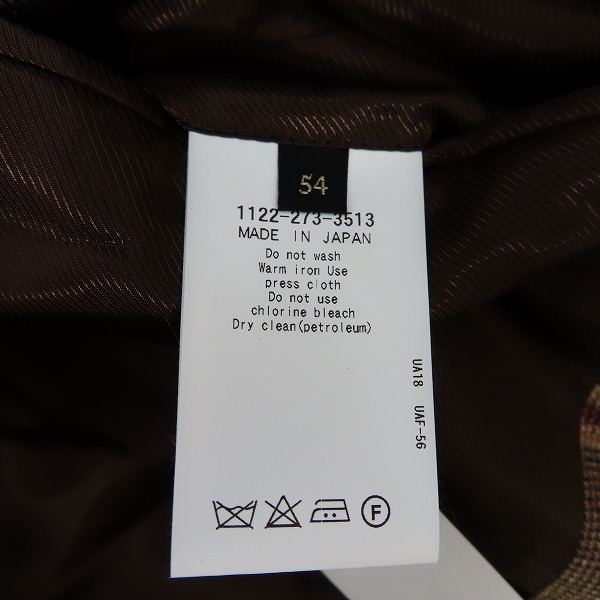 54
1122-273-3513
MADE IN JAPAN
Do not wash
Warm iron Use
press cloth
Do not use
chlorine bleach
Dry clean(petroleum)
UA18 UAF-56
F